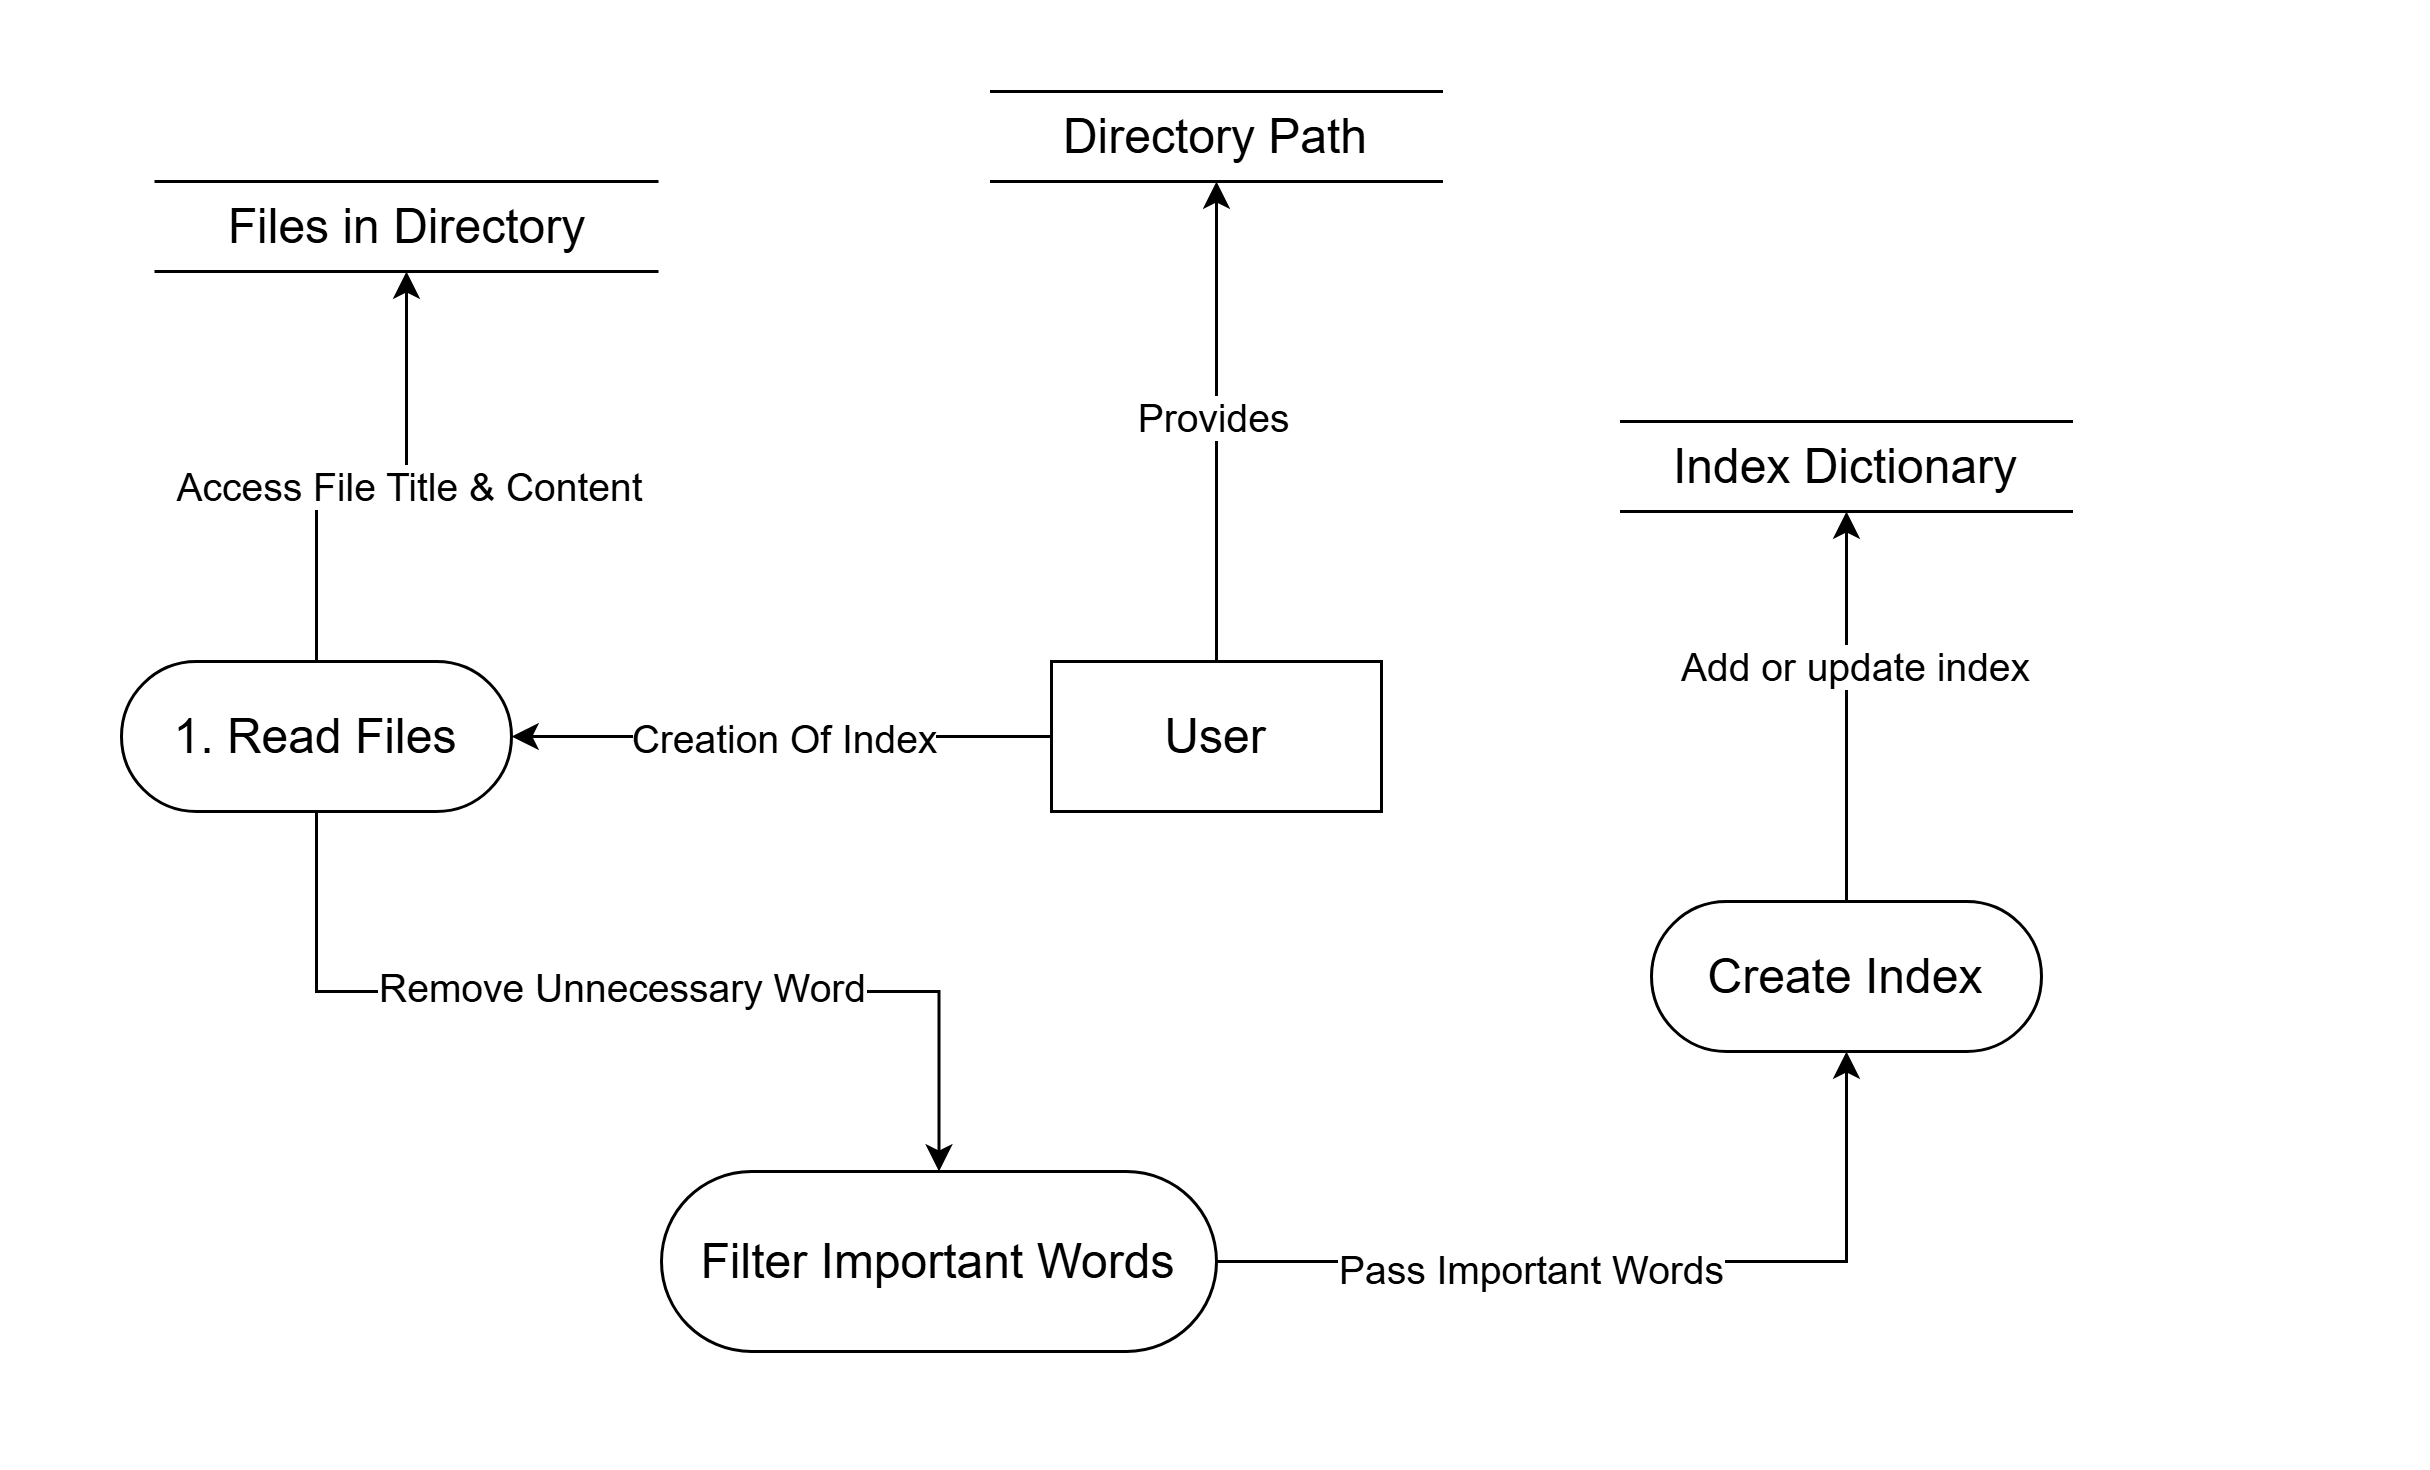 Directory Path
Files in Directory
Provides
Index Dictionary
Access File Title & Content
Add or update index
1. Read Files
Creation Of Index
User
Create Index
Remove Unnecessary Word
Filter Important Words
Pass Important Words